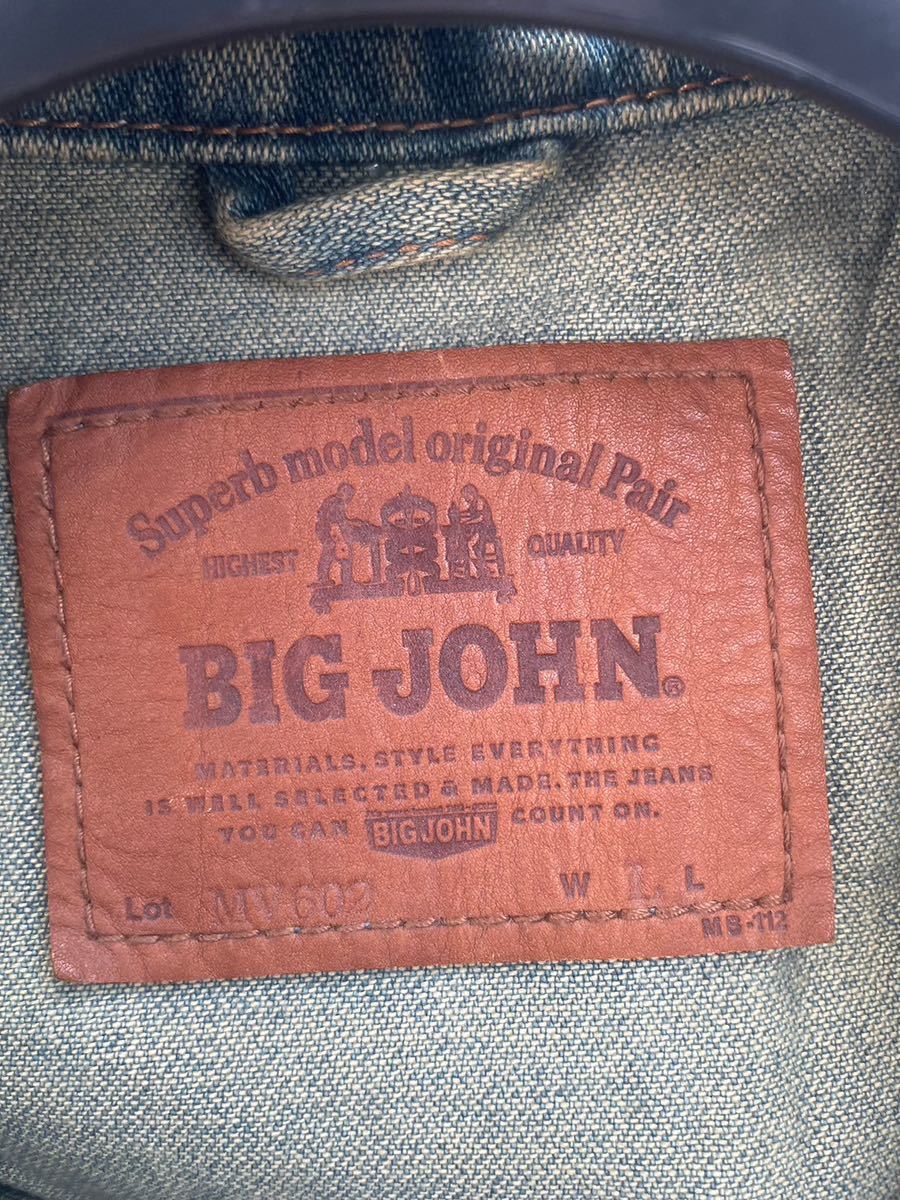 Superb model original Pair
HIGHEST QUALITY
BIG JOHN®
MATERIALS, STYLE EVERYTHING
IS WELL SELECTED & MADE. THE JEANS
YOU CAN BIG JOHN COUNT ON.
Lot MV602 W L L
MB-112